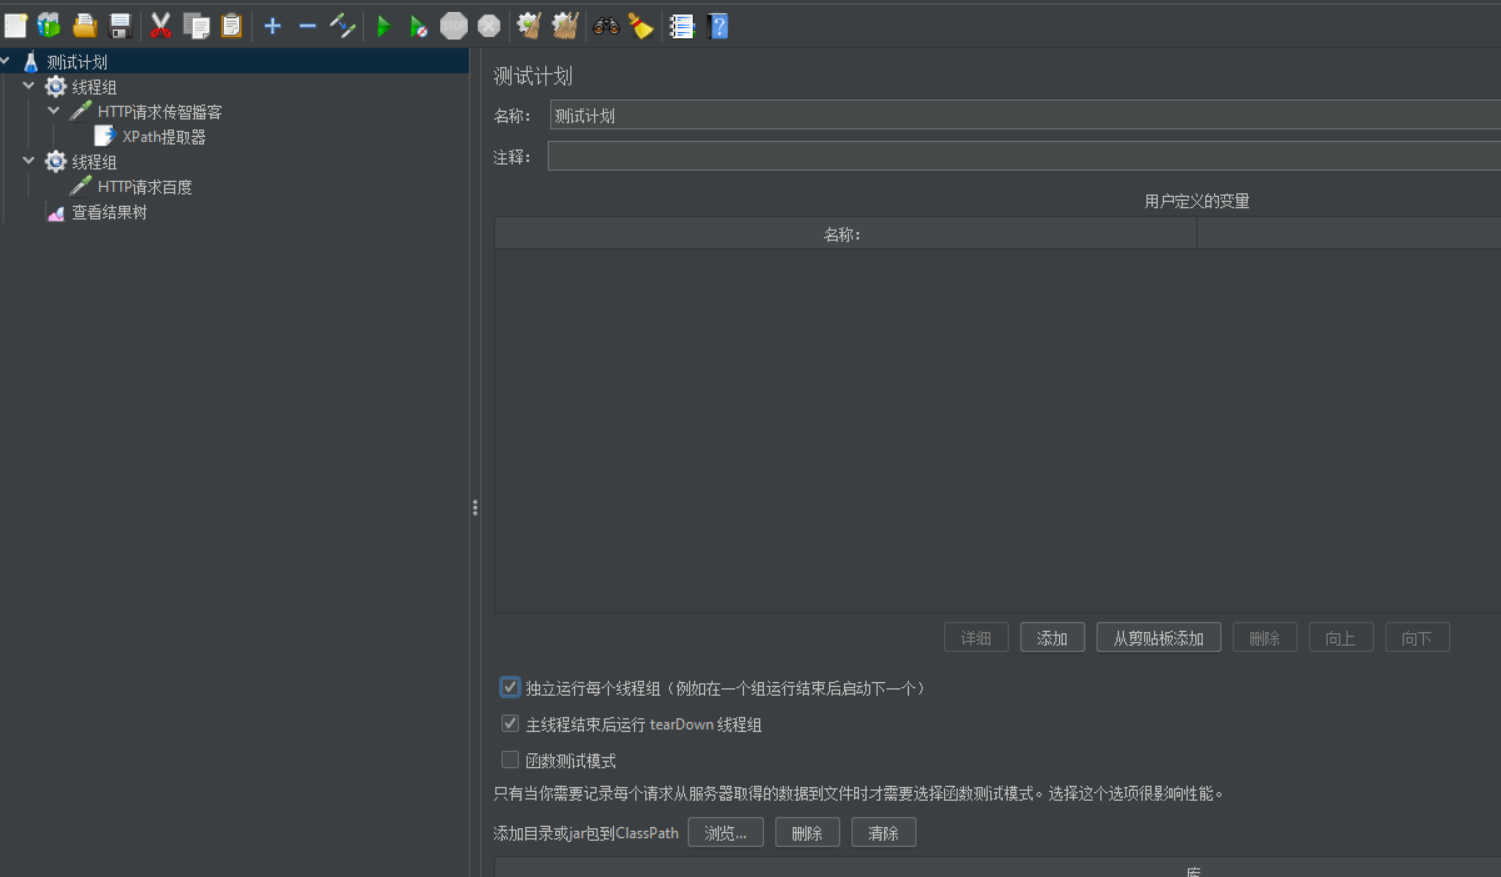 STOP
测试计划
线程组
HTTP请求传智播客
XPath提取器
线程组
HTTP请求百度
查看结果树
测试计划
名称：
测试计划
注释：
用户定义的变量
名称：
详细 添加 从剪贴板添加 删除 向上 向下
独立运行每个线程组（例如在一个组运行结束后启动下一个）
主线程结束后运行 tearDown 线程组
函数测试模式
只有当你需要记录每个请求从服务器取得的数据到文件时才需要选择函数测试模式。选择这个选项很影响性能。
添加目录或jar包到ClassPath 浏览... 删除 清除
库